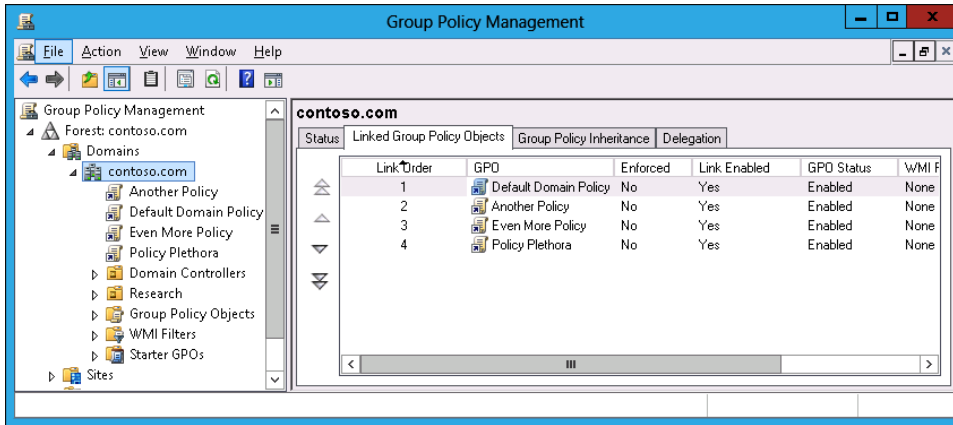 Group Policy Management
File Action View Window Help
Group Policy Management
Forest: contoso.com
Domains
contoso.com
Another Policy
Default Domain Policy
Even More Policy
Policy Plethora
Domain Controllers
Research
Group Policy Objects
WMI Filters
Starter GPOs
Sites
contoso.com
Status Linked Group Policy Objects Group Policy Inheritance Delegation
Link Order GPO Enforced Link Enabled GPO Status WMI F
1 Default Domain Policy No Yes Enabled None
2 Another Policy No Yes Enabled None
3 Even More Policy No Yes Enabled None
4 Policy Plethora No Yes Enabled None